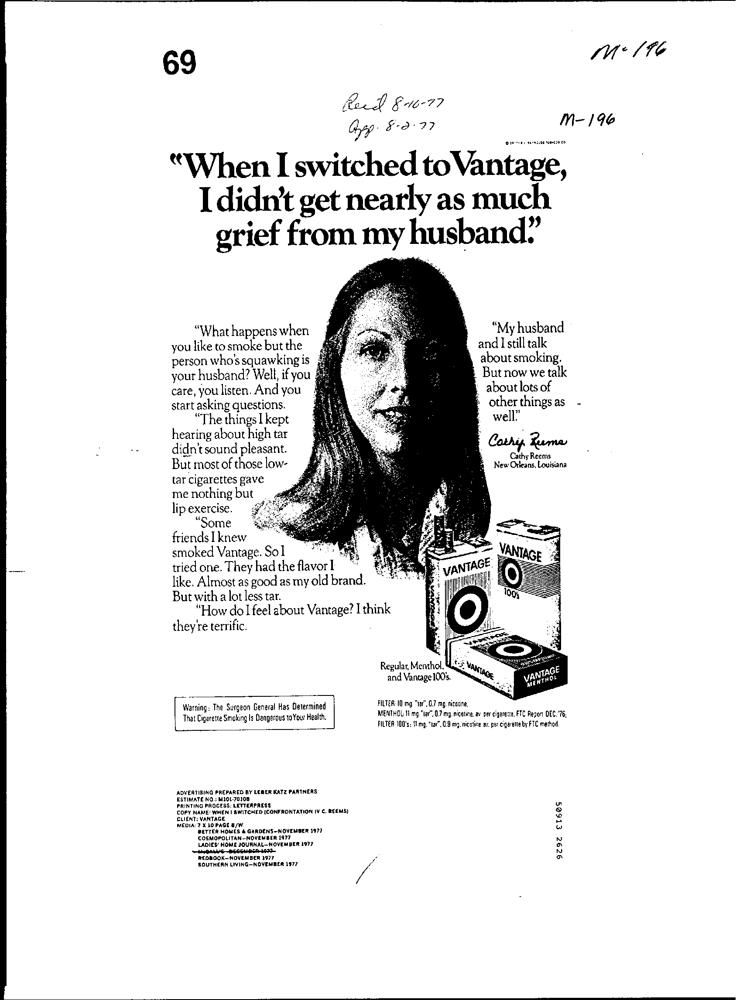 69
M-196
Rec'd 8-16-77
App. 8-2-77
M-196
“When I switched to Vantage,
I didn't get nearly as much
grief from my husband.”
“What happens when
you like to smoke but the
person who's squawking is
your husband? Well, if you
care, you listen. And you
start asking questions.
“The things I kept
hearing about high tar
didn't sound pleasant.
But most of those low-
tar cigarettes gave
me nothing but
lip exercise.
“Some
friends I knew
smoked Vantage. So I
tried one. They had the flavor I
like. Almost as good as my old brand.
But with a lot less tar.
“How do I feel about Vantage? I think
they're terrific.
“My husband
and I still talk
about smoking.
But now we talk
about lots of
other things as
well.”
Cathy Reems
Cathy Reems
New Orleans, Louisiana
VANTAGE
VANTAGE
100's
VANTAGE
VANTAGE
VANTAGE
MENTHOL
Regular, Menthol,
and Vantage 100's.
Warning: The Surgeon General Has Determined
That Cigarette Smoking Is Dangerous to Your Health.
FILTER: 10 mg. "tar", 0.7 mg. nicotine,
MENTHOL: 11 mg. "tar", 0.7 mg. nicotine, av. per cigarette, FTC Report DEC. '76,
FILTER 100's: 11 mg. "tar", 0.9 mg. nicotine av. per cigarette by FTC method.
ADVERTISING PREPARED BY LEBER KATZ PARTNERS
ESTIMATE NO.: M101-7010B
PRINTING PROCESS: LETTERPRESS
COPY NAME: WHEN I SWITCHED (CONFRONTATION IV C. REEMS)
CLIENT: VANTAGE
MEDIA: 7 X 10 PAGE B/W
BETTER HOMES & GARDENS—NOVEMBER 1977
COSMOPOLITAN—NOVEMBER 1977
LADIES' HOME JOURNAL—NOVEMBER 1977
McCALL'S—DECEMBER 1977
REDBOOK—NOVEMBER 1977
SOUTHERN LIVING—NOVEMBER 1977
50913 2626